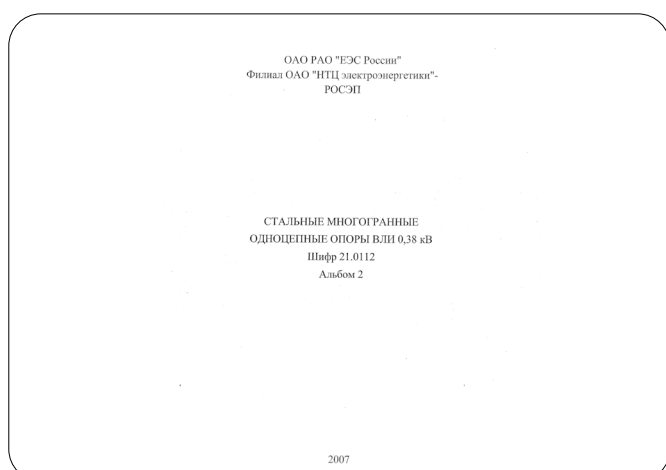 ОАО РАО "ЕЭС России"
Филиал ОАО "НТЦ электроэнергетики"-
РОСЭП
СТАЛЬНЫЕ МНОГОГРАННЫЕ
ОДНОЦЕПНЫЕ ОПОРЫ ВЛИ 0,38 кВ
Шифр 21.0112
Альбом 2
2007